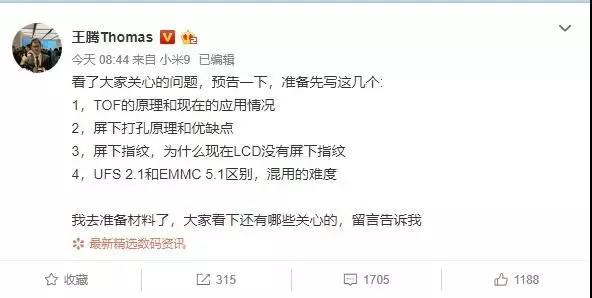 王腾Thomas
今天 08:44 来自 小米9 已编辑
看了大家关心的问题，预告一下，准备先写这几个:
1，TOF的原理和现在的应用情况
2，屏下打孔原理和优缺点
3，屏下指纹，为什么现在LCD没有屏下指纹
4，UFS 2.1和EMMC 5.1区别，混用的难度
我去准备材料了，大家看下还有哪些关心的，留言告诉我
最新精选数码资讯
收藏 315 1705 1188